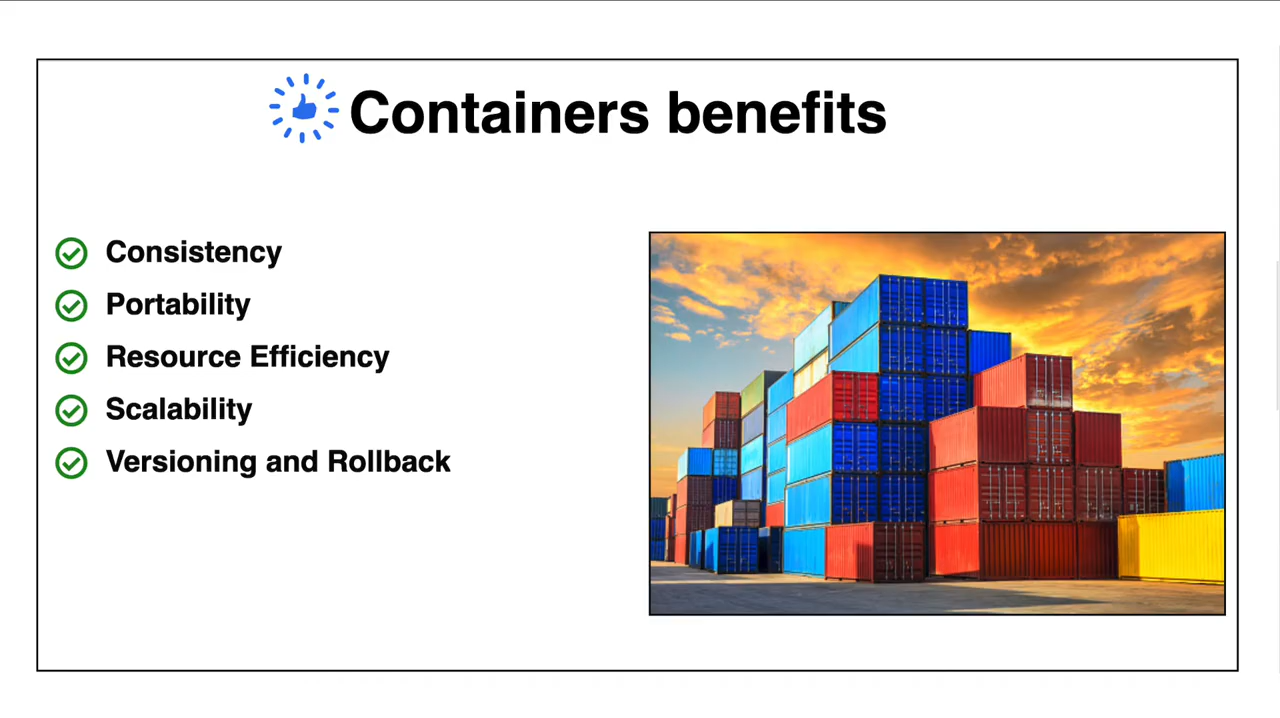 Containers benefits
Consistency
Portability
Resource Efficiency
Scalability
Versioning and Rollback